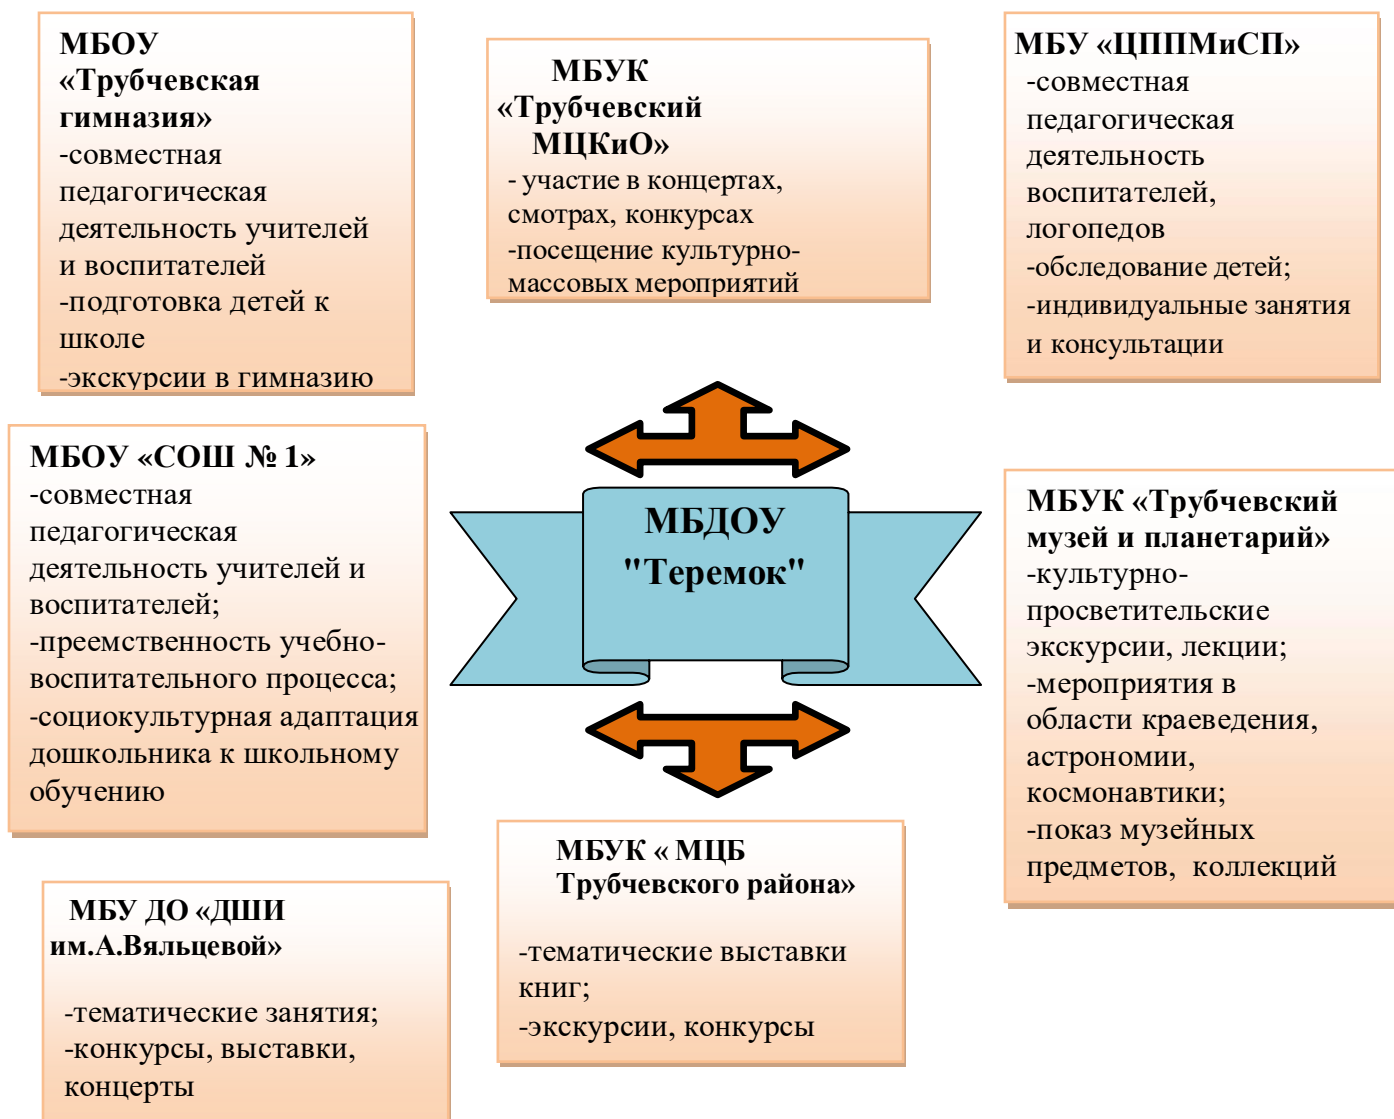 МБОУ
«Трубчевская
гимназия»
-совместная
педагогическая
деятельность учителей
и воспитателей
-подготовка детей к
школе
-экскурсии в гимназию
МБУК
«Трубчевский
МЦКиО»
- участие в концертах,
смотрах, конкурсах
-посещение культурно-
массовых мероприятий
МБУ «ЦППМиСП»
-совместная
педагогическая
деятельность
воспитателей,
логопедов
-обследование детей;
-индивидуальные занятия
и консультации
МБОУ «СОШ № 1»
-совместная
педагогическая
деятельность учителей и
воспитателей;
-преемственность учебно-
воспитательного процесса;
-социокультурная адаптация
дошкольника к школьному
обучению
МБДОУ
"Теремок"
МБУК «Трубчевский
музей и планетарий»
-культурно-
просветительские
экскурсии, лекции;
-мероприятия в
области краеведения,
астрономии,
космонавтики;
-показ музейных
предметов, коллекций
МБУ ДО «ДШИ
им.А.Вяльцевой»
-тематические занятия;
-конкурсы, выставки,
концерты
МБУК « МЦБ
Трубчевского района»
-тематические выставки
книг;
-экскурсии, конкурсы